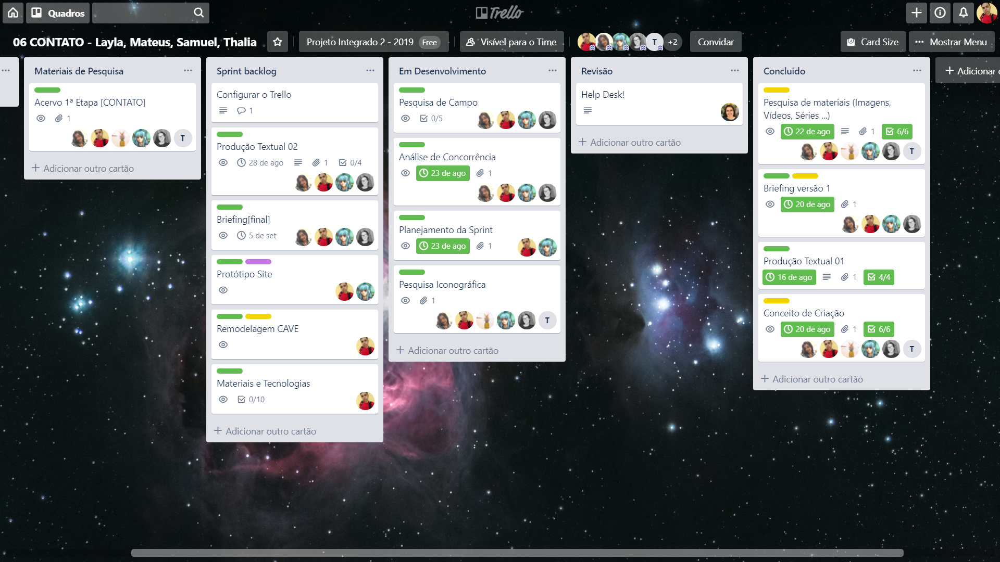 Quadros
Trello
06 CONTATO - Layla, Mateus, Samuel, Thalia
Projeto Integrado 2 - 2019 Free
Visível para o Time
T
+2
Convidar
Card Size
Mostrar Menu
Materiais de Pesquisa
Acervo 1ª Etapa [CONTATO]
1
T
Adicionar outro cartão
Sprint backlog
Configurar o Trello
1
Produção Textual 02
28 de ago 1 0/4
Briefing[final]
5 de set
Protótipo Site
Remodelagem CAVE
Materiais e Tecnologias
0/10
Adicionar outro cartão
Em Desenvolvimento
Pesquisa de Campo
0/5
Análise de Concorrência
23 de ago 1
Planejamento da Sprint
23 de ago 1
Pesquisa Iconográfica
1
T
Adicionar outro cartão
Revisão
Help Desk!
Adicionar outro cartão
Concluido
Pesquisa de materiais (Imagens,
Vídeos, Séries ...)
22 de ago 1 6/6
T
Briefing versão 1
20 de ago 1
Produção Textual 01
16 de ago 1 4/4
Conceito de Criação
20 de ago 1 6/6
T
Adicionar outro cartão
Adicionar